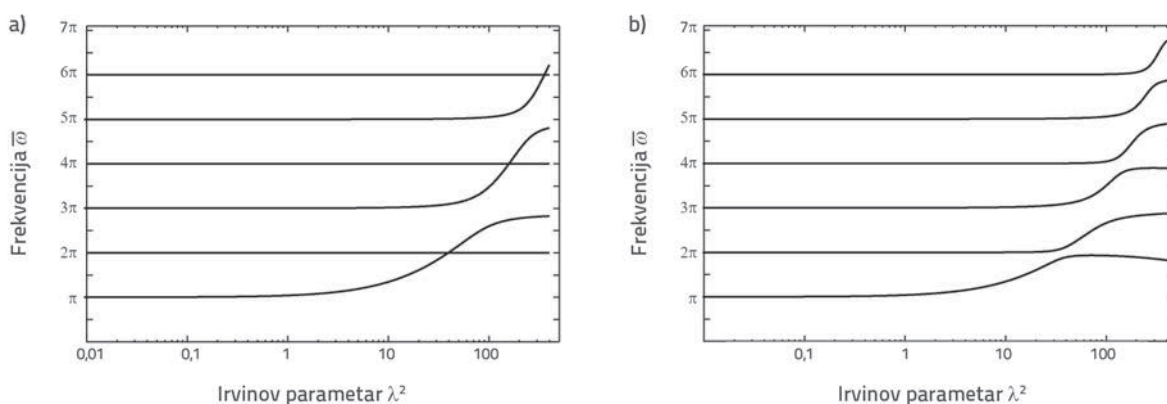 a)
7π
6π
5π
4π
3π
2π
π
Frekvencija ω̅
0,01 0,1 1 10 100
Irvinov parametar λ²
b)
7π
6π
5π
4π
3π
2π
π
Frekvencija ω̅
0,1 1 10 100
Irvinov parametar λ²